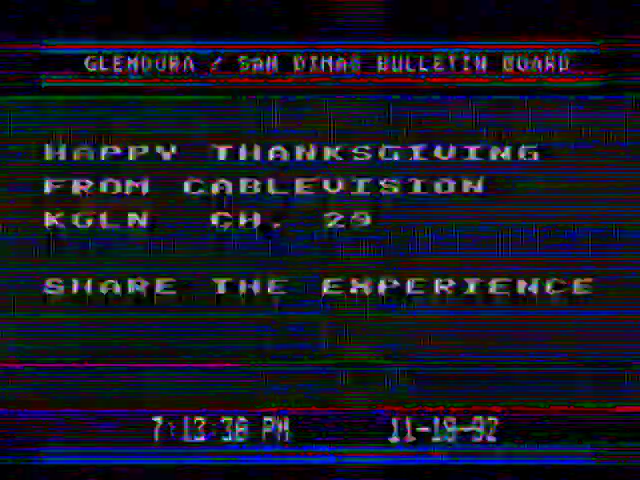 GLENDORA / SAN DIMAS BULLETIN BOARD
HAPPY THANKSGIVING
FROM CABLEVISION
KGLN CH. 29
SHARE THE EXPERIENCE
7:13:38 PM 11-19-92